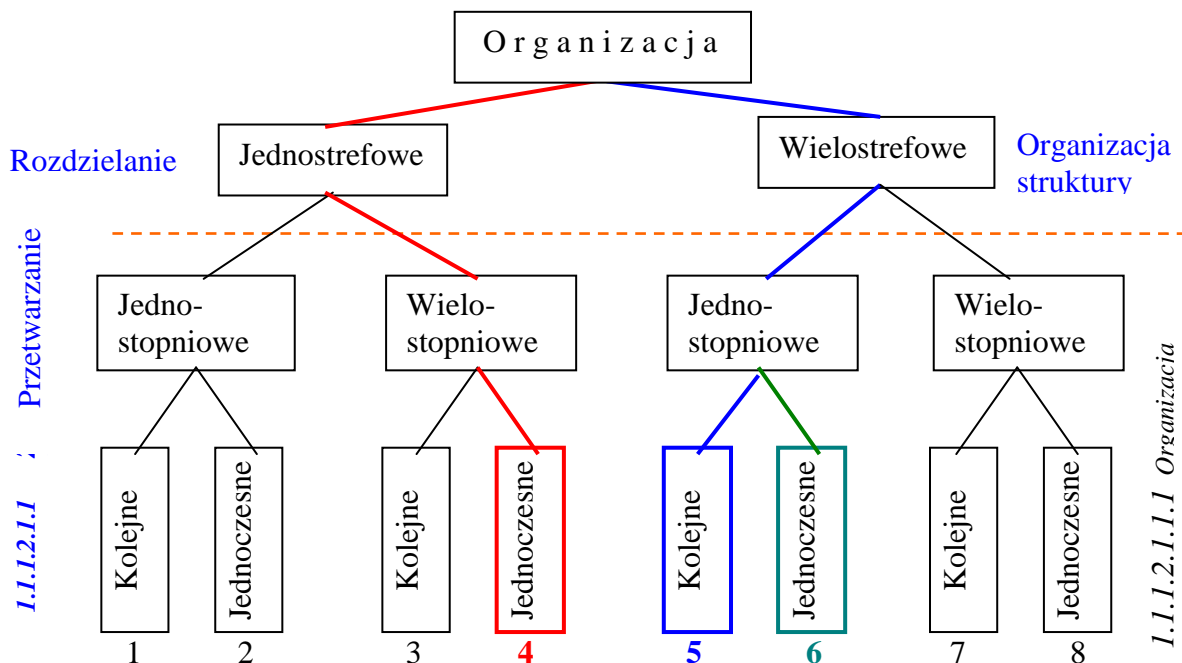 O r g a n i z a c j a
Rozdzielanie
Jednostrefowe
Wielostrefowe
Organizacja
struktury
Przetwarzanie
Jedno-
stopniowe
Wielo-
stopniowe
Jedno-
stopniowe
Wielo-
stopniowe
1.1.1.2.1.1
Kolejne
Jednoczesne
Kolejne
Jednoczesne
Kolejne
Jednoczesne
Kolejne
Jednoczesne
1.1.1.2.1.1.1 Organizacja
1
2
3
4
5
6
7
8